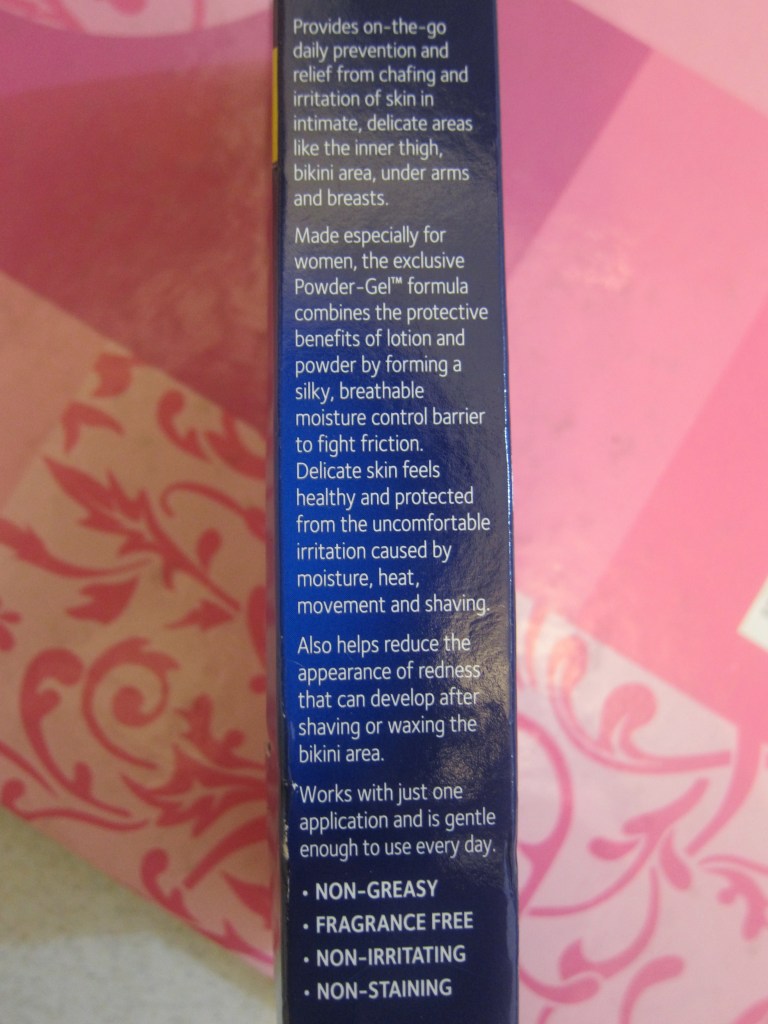 Provides on-the-go
daily prevention and
relief from chafing and
irritation of skin in
intimate, delicate areas
like the inner thigh,
bikini area, under arms
and breasts.
Made especially for
women, the exclusive
Powder-Gel™ formula
combines the protective
benefits of lotion and
powder by forming a
silky, breathable
moisture control barrier
to fight friction.
Delicate skin feels
healthy and protected
from the uncomfortable
irritation caused by
moisture, heat,
movement and shaving.
Also helps reduce the
appearance of redness
that can develop after
shaving or waxing the
bikini area.
Works with just one
application and is gentle
enough to use every day.
• NON-GREASY
• FRAGRANCE FREE
• NON-IRRITATING
• NON-STAINING